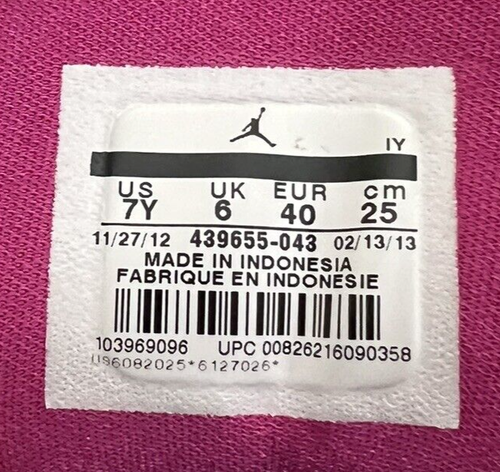 IY
US UK EUR cm
7Y 6 40 25
11/27/12 439655-043 02/13/13
MADE IN INDONESIA
FABRIQUE EN INDONESIE
103969096 UPC 00826216090358
US6082025*6127026*